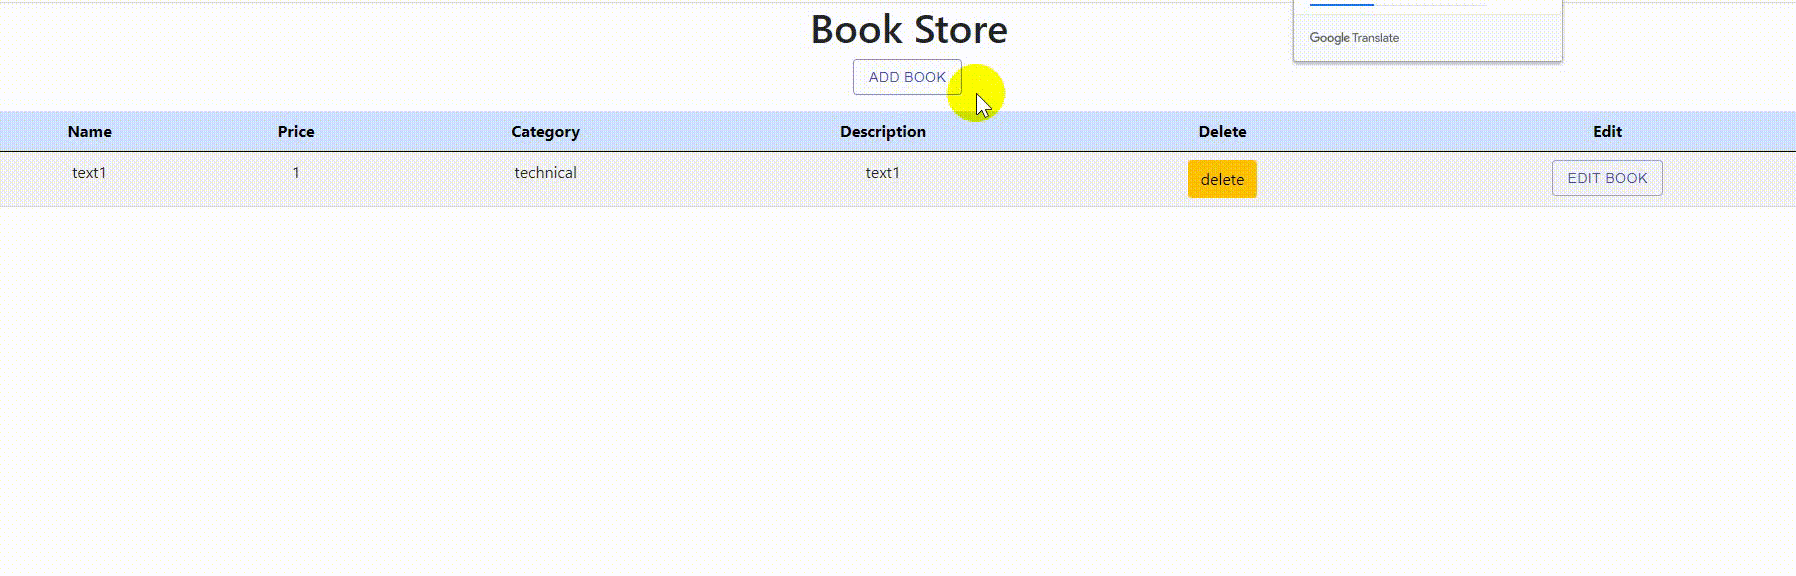 Book Store
Google Translate
ADD BOOK
Name Price Category Description Delete Edit
text1 1 technical text1 delete EDIT BOOK